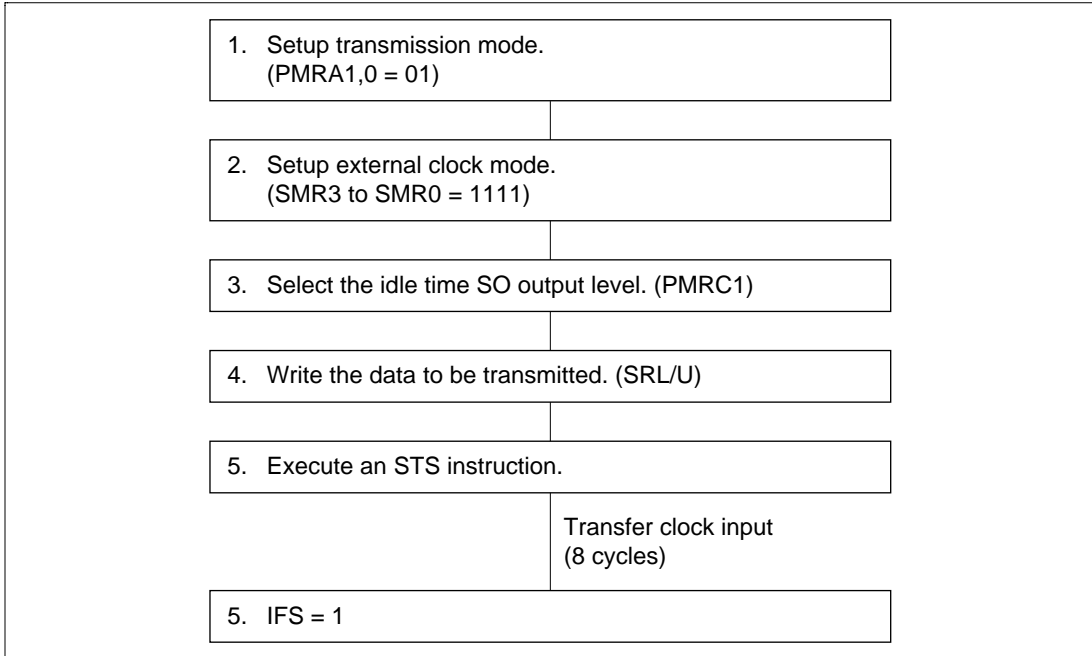 1. Setup transmission mode.
(PMRA1,0 = 01)
2. Setup external clock mode.
(SMR3 to SMR0 = 1111)
3. Select the idle time SO output level. (PMRC1)
4. Write the data to be transmitted. (SRL/U)
5. Execute an STS instruction.
Transfer clock input
(8 cycles)
5. IFS = 1